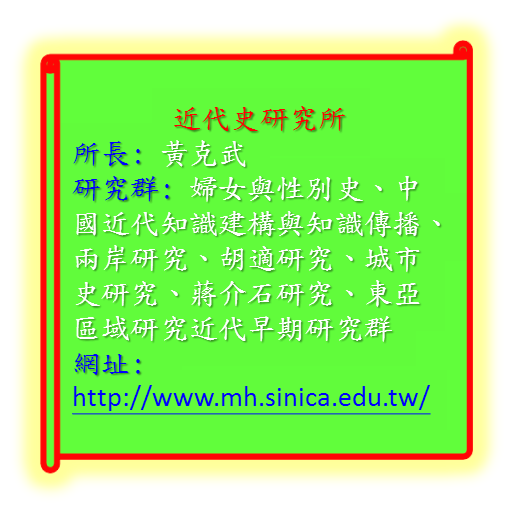 近代史研究所
所長: 黃克武
研究群: 婦女與性別史、中
國近代知識建構與知識傳播、
兩岸研究、胡適研究、城市
史研究、蔣介石研究、東亞
區域研究近代早期研究群
網址:
http://www.mh.sinica.edu.tw/